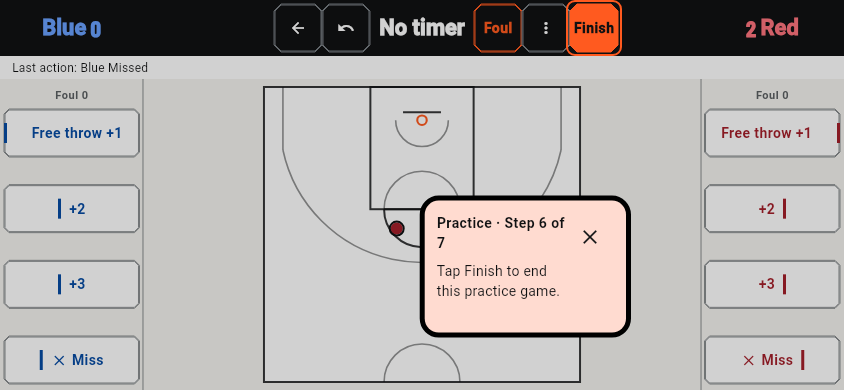 Blue 0
No timer
Foul
Finish
2 Red
Last action: Blue Missed
Foul 0
Free throw +1
+2
+3
× Miss
Practice · Step 6 of
7
Tap Finish to end
this practice game.
Foul 0
Free throw +1
+2
+3
× Miss